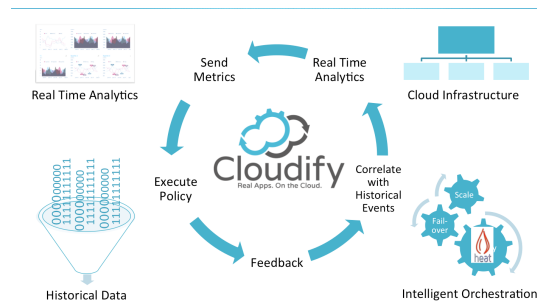 Real Time Analytics
Send
Metrics
Real Time
Analytics
Cloud Infrastructure
Cloudify
Real Apps. On the Cloud.
Execute
Policy
Correlate
with
Historical
Events
Feedback
Historical Data
Scale
Fail-
over
heat
Intelligent Orchestration